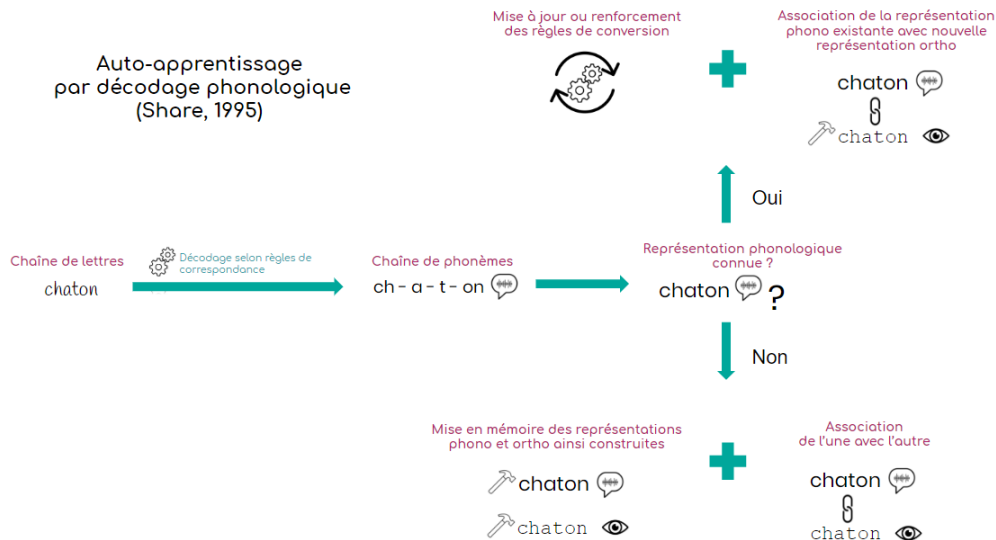 Auto-apprentissage
par décodage phonologique
(Share, 1995)
Mise à jour ou renforcement
des règles de conversion
Association de la représentation
phono existante avec nouvelle
représentation ortho
chaton
chaton
Oui
Chaîne de lettres
chaton
Décodage selon règles de
correspondance
Chaîne de phonèmes
ch - a - t - on
Représentation phonologique
connue ?
chaton ?
Non
Mise en mémoire des représentations
phono et ortho ainsi construites
chaton
chaton
Association
de l'une avec l'autre
chaton
chaton